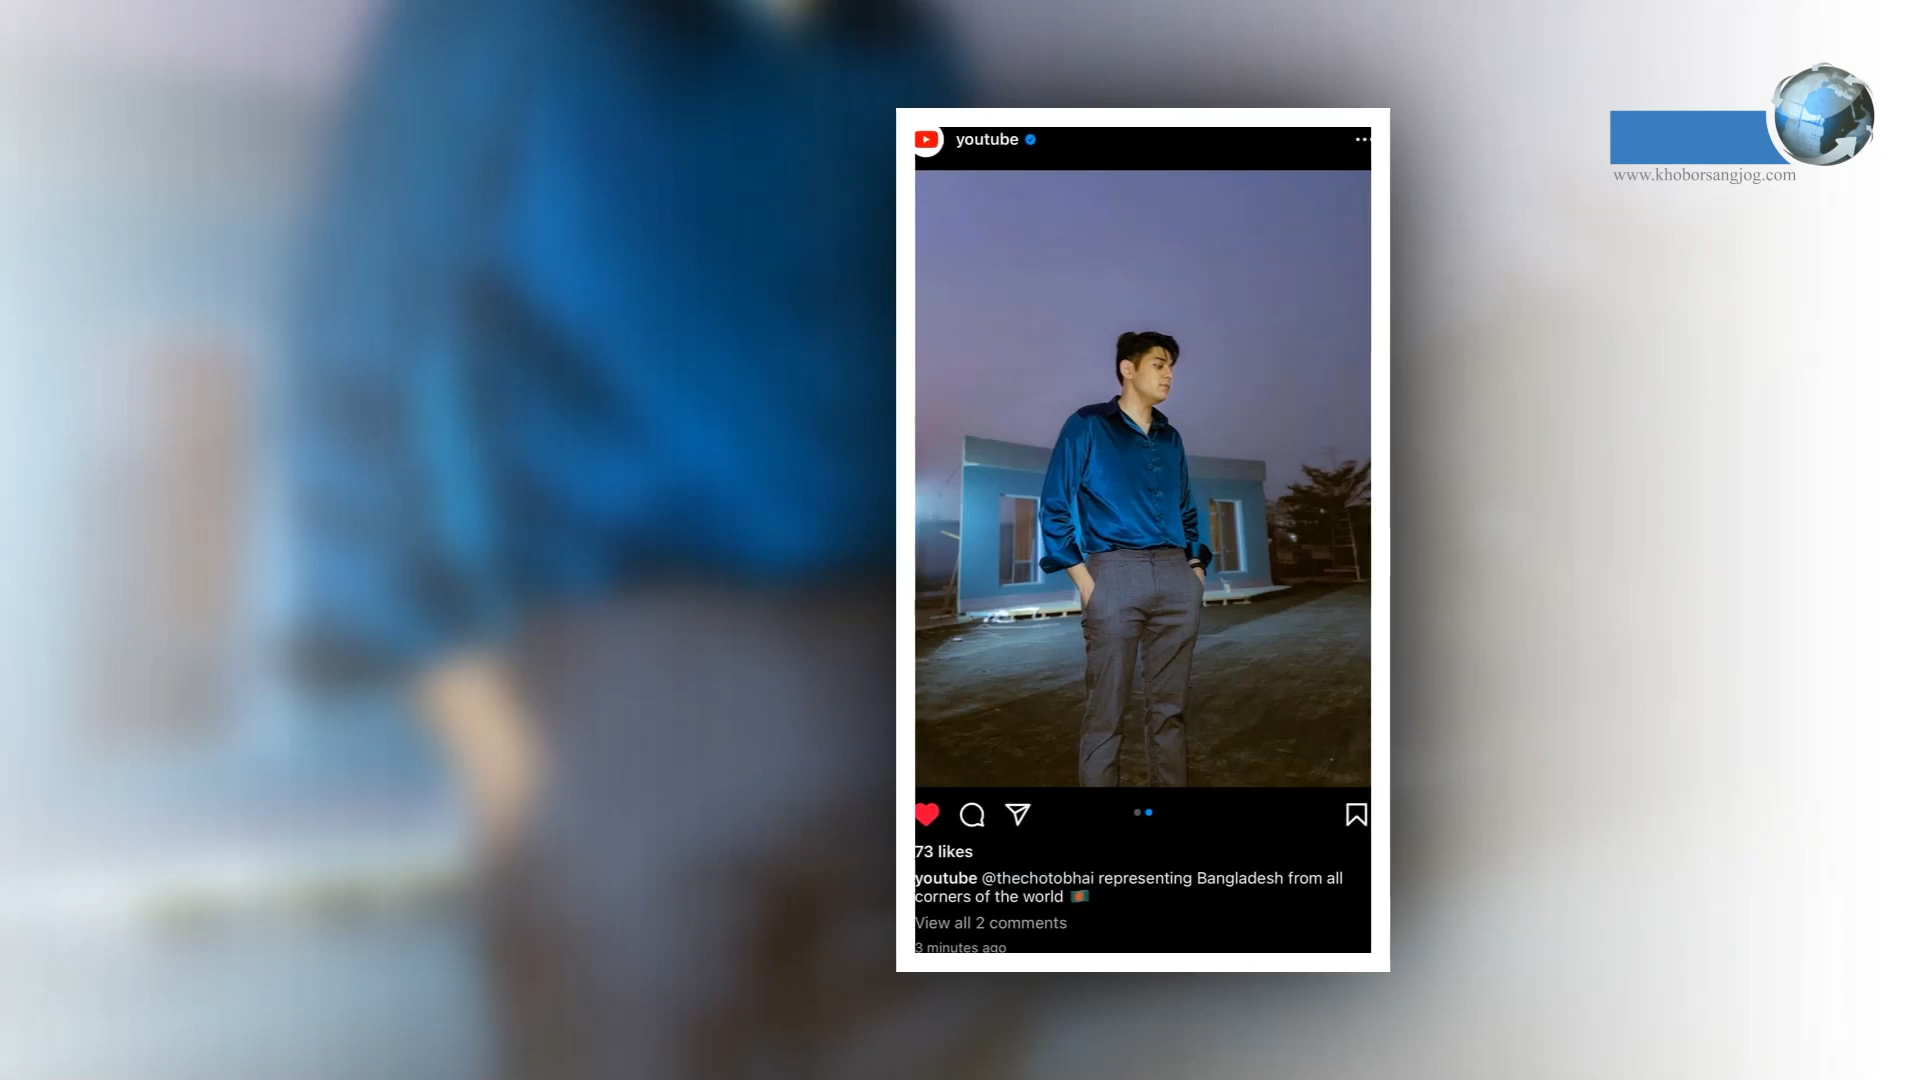 youtube
www.khoborsangjog.com
73 likes
youtube @thechotobhai representing Bangladesh from all
corners of the world 🇧🇩
View all 2 comments
3 minutes ago